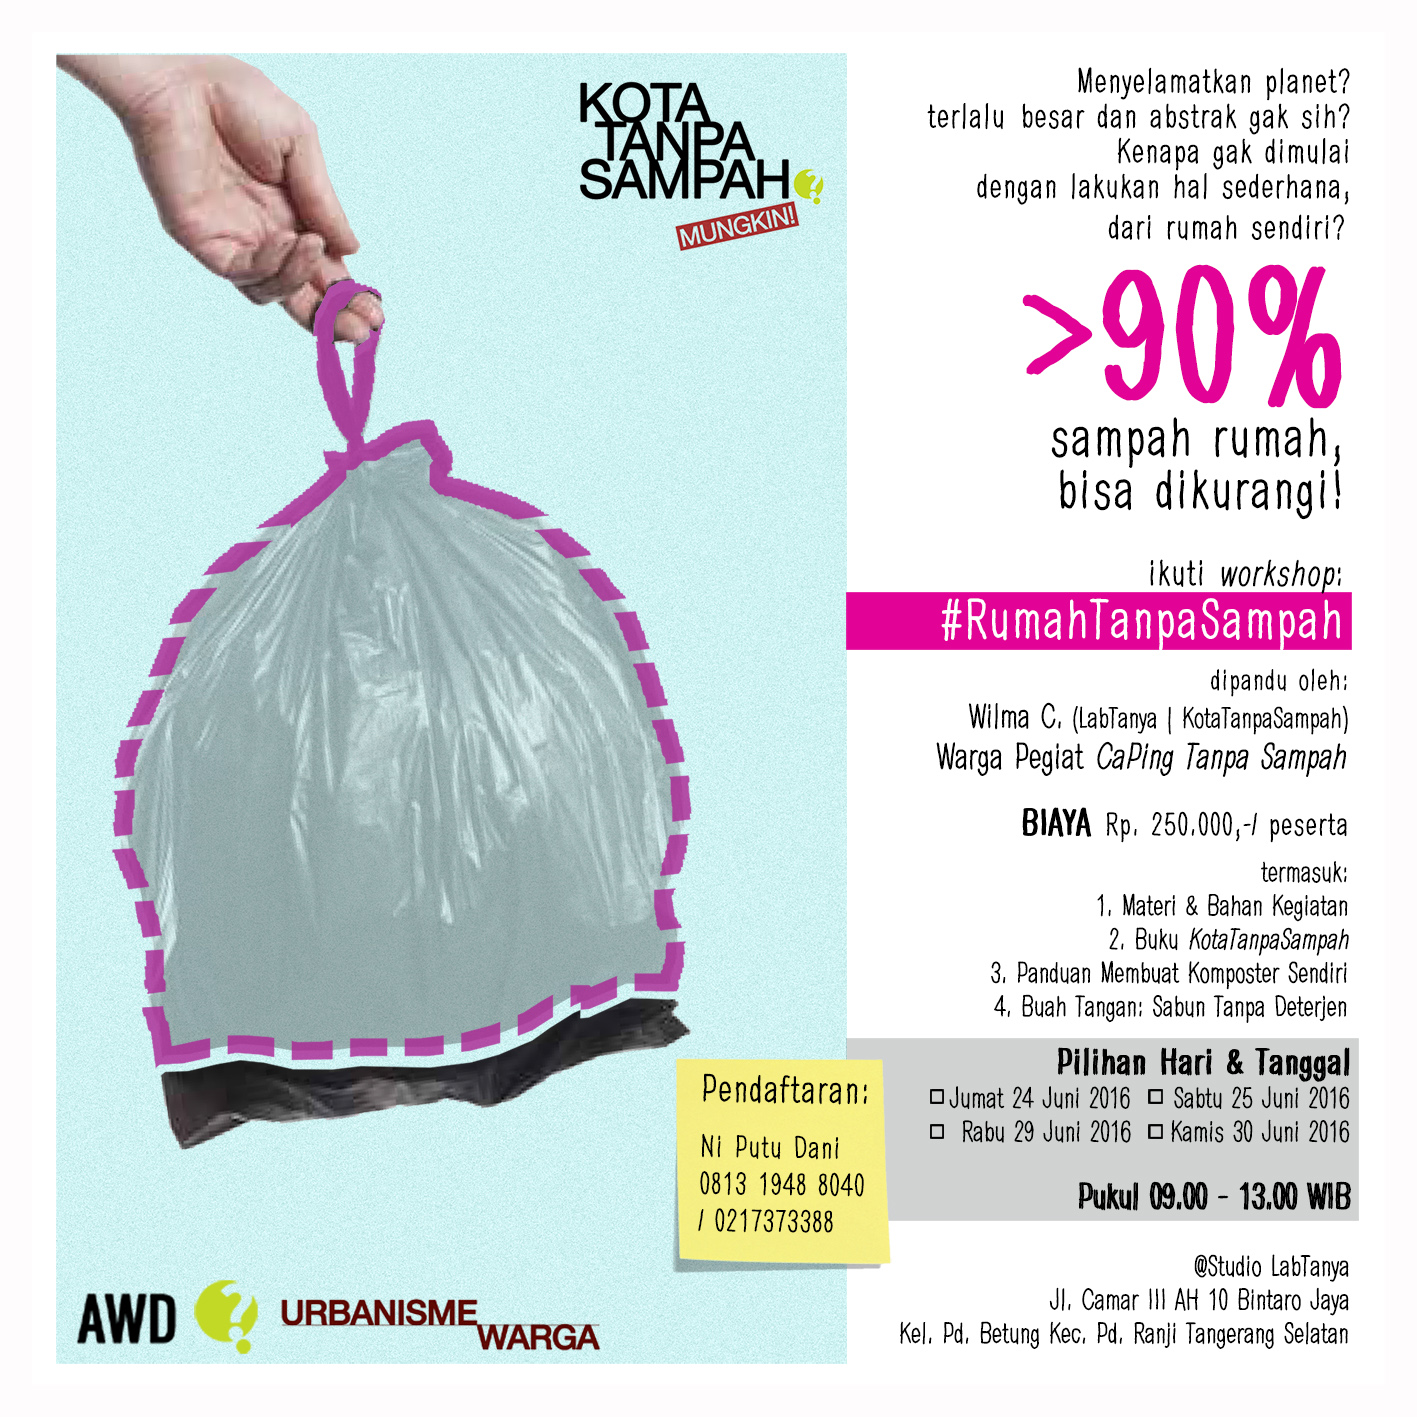 KOTA
TANPA
SAMPAH?
MUNGKIN!
Menyelamatkan planet?
terlalu besar dan abstrak gak sih?
Kenapa gak dimulai
dengan lakukan hal sederhana,
dari rumah sendiri?
>90%
sampah rumah,
bisa dikurangi!
ikuti workshop:
#RumahTanpaSampah
dipandu oleh:
Wilma C. (LabTanya | KotaTanpaSampah)
Warga Pegiat CaPing Tanpa Sampah
BIAYA Rp. 250.000,-/ peserta
termasuk:
1. Materi & Bahan Kegiatan
2. Buku KotaTanpaSampah
3. Panduan Membuat Komposter Sendiri
4. Buah Tangan: Sabun Tanpa Deterjen
Pilihan Hari & Tanggal
□ Jumat 24 Juni 2016 □ Sabtu 25 Juni 2016
□ Rabu 29 Juni 2016 □ Kamis 30 Juni 2016
Pukul 09.00 - 13.00 WIB
Pendaftaran:
Ni Putu Dani
0813 1948 8040
/ 0217373388
@Studio LabTanya
Jl. Camar III AH 10 Bintaro Jaya
Kel. Pd. Betung Kec. Pd. Ranji Tangerang Selatan
AWD ? URBANISME
WARGA